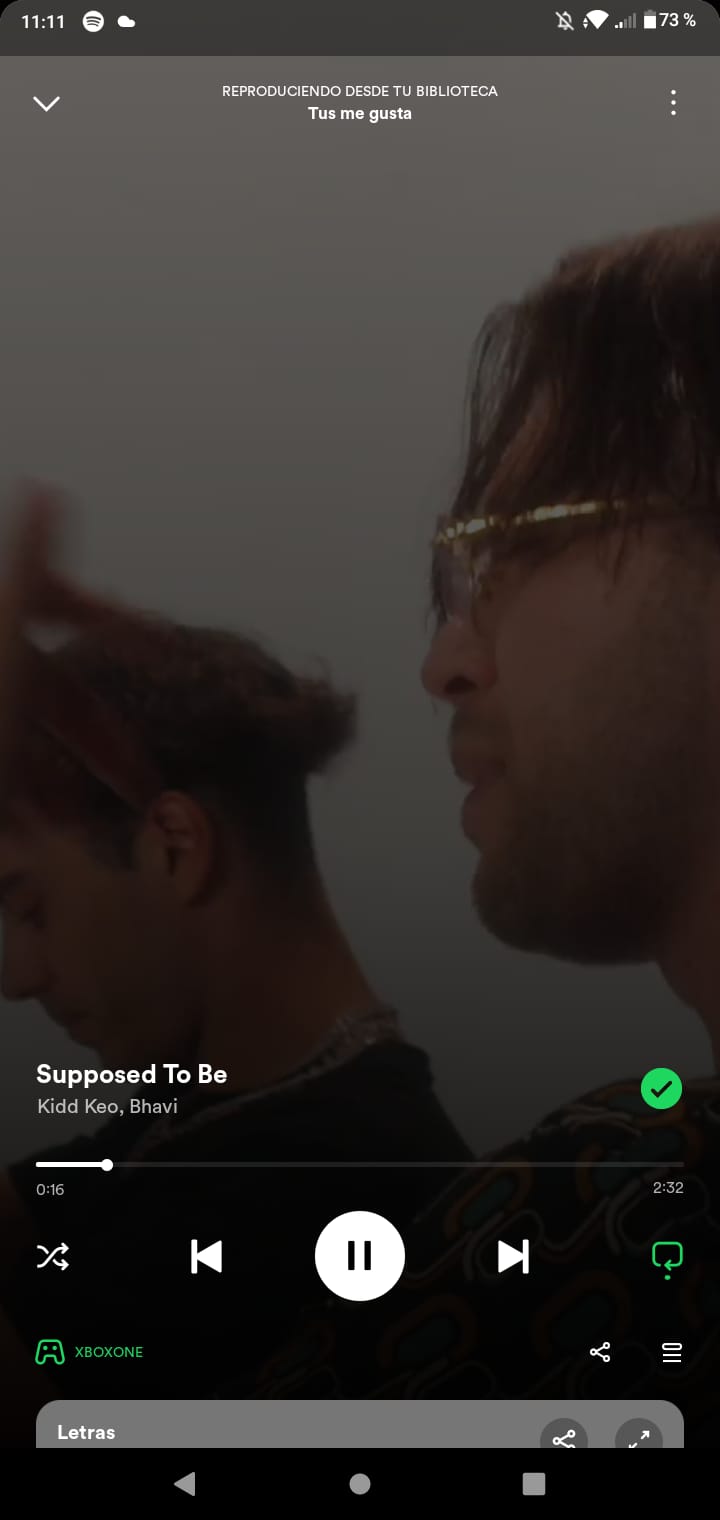 11:11
73 %
REPRODUCIENDO DESDE TU BIBLIOTECA
Tus me gusta
Supposed To Be
Kidd Keo, Bhavi
0:16
2:32
XBOXONE
Letras